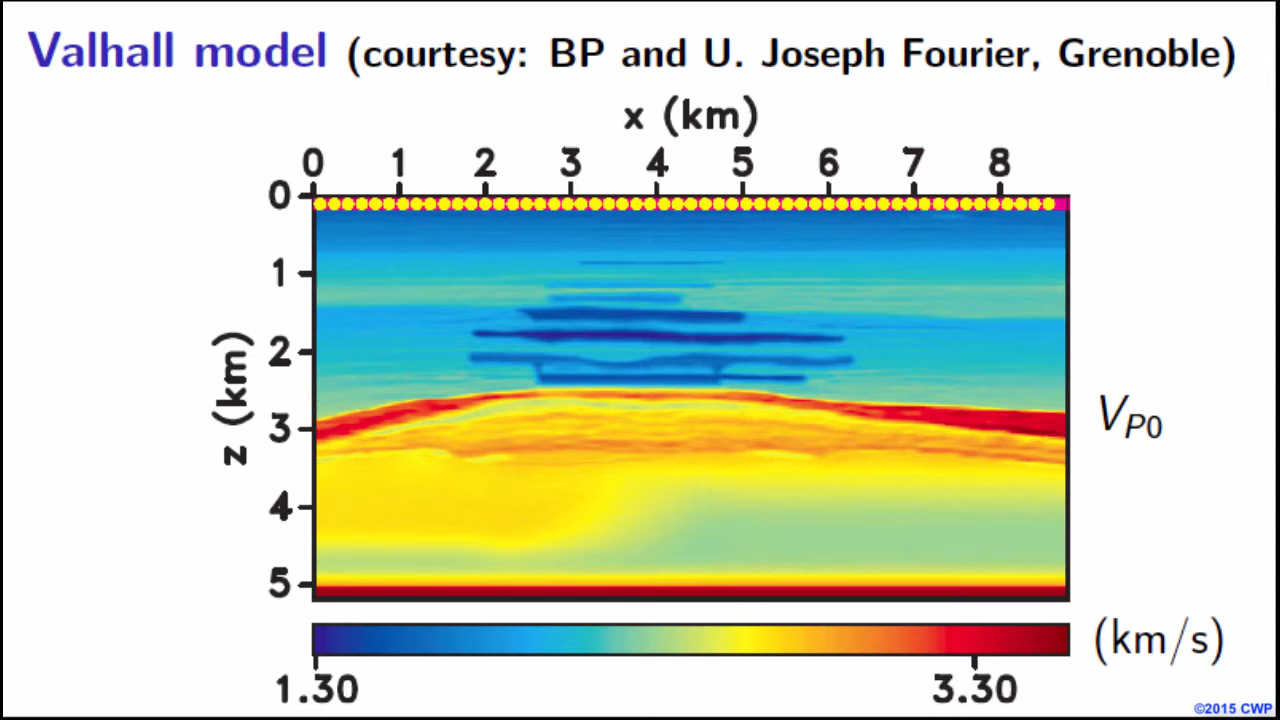 Valhall model (courtesy: BP and U. Joseph Fourier, Grenoble)
x (km)
0 1 2 3 4 5 6 7 8
0
1
2
3
4
5
z (km)
V_P0
(km/s)
1.30 3.30
©2015 CWP